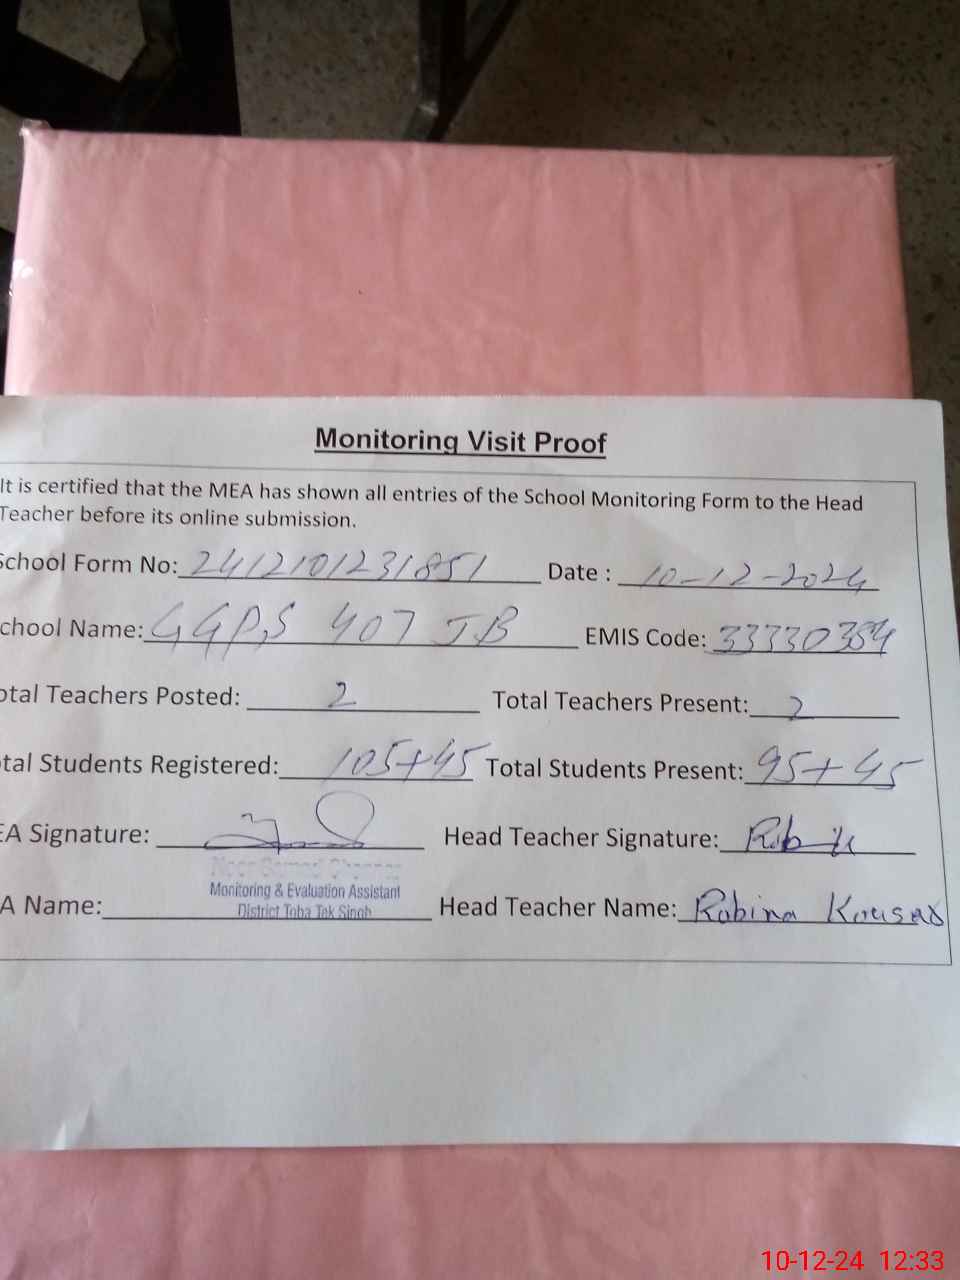 Monitoring Visit Proof
It is certified that the MEA has shown all entries of the School Monitoring Form to the Head
Teacher before its online submission.
School Form No: 2412101231851 Date : 10-12-2024
chool Name: GGPS 407 JB EMIS Code: 33330384
otal Teachers Posted: 2 Total Teachers Present: 2
tal Students Registered: 105+45 Total Students Present: 95+45
EA Signature: Head Teacher Signature:
Monitoring & Evaluation Assistant
District Toba Tek Singh
A Name: Head Teacher Name: Robina Kousar
10-12-24 12:33